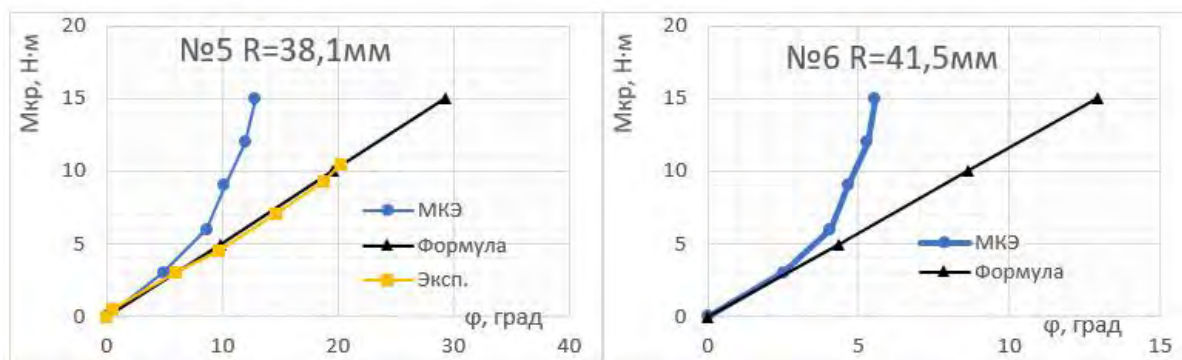 №5 R=38,1мм
Мкр, Н·м
20
15
10
5
0
МКЭ
Формула
Эксп.
φ, град
0
10
20
30
40
№6 R=41,5мм
Мкр, Н·м
20
15
10
5
0
МКЭ
Формула
φ, град
0
5
10
15